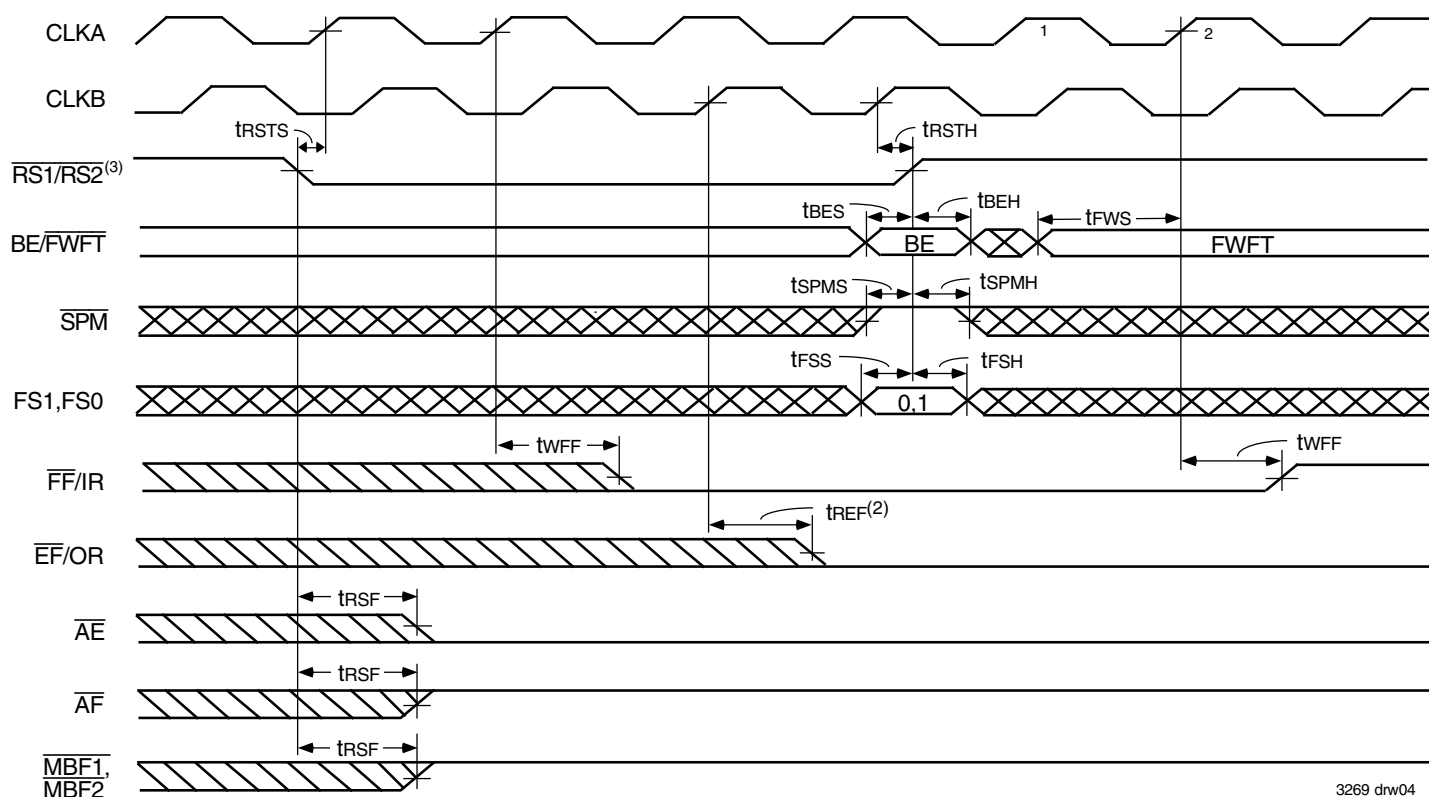 CLKA
1
2
CLKB
tRSTS
tRSTH
RS1/RS2(3)
tBES
tBEH
tFWS
BE/FWFT
BE
FWFT
tSPMS
tSPMH
SPM
tFSS
tFSH
FS1,FS0
0,1
tWFF
tWFF
FF/IR
tREF(2)
EF/OR
tRSF
AE
tRSF
AF
tRSF
MBF1,
MBF2
3269 drw04